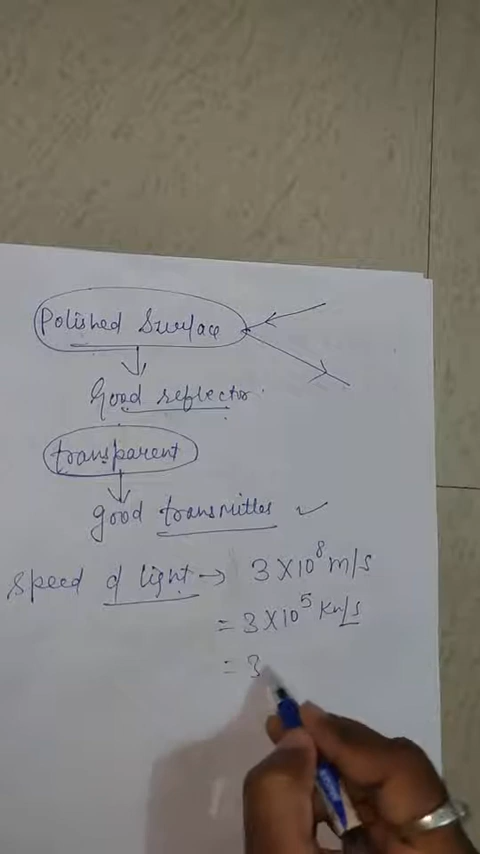 Polished Surface
Good reflector.
transparent
good transmitter ✓
Speed of light → 3×10⁸ m/s
= 3×10⁵ Km/s
= 3